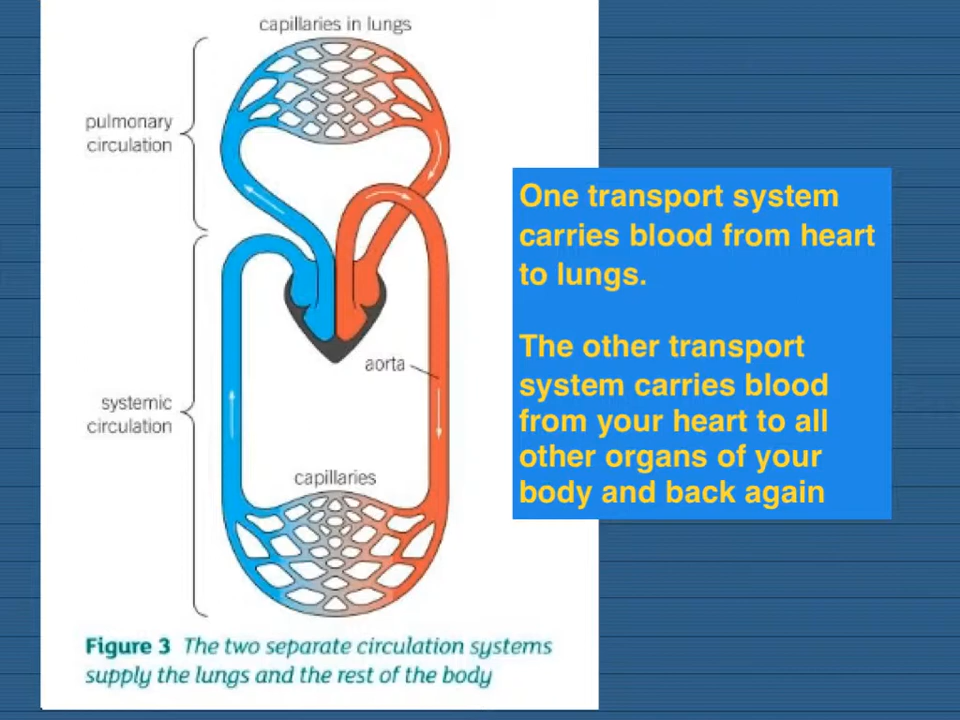 capillaries in lungs
pulmonary
circulation
aorta
systemic
circulation
capillaries
Figure 3 The two separate circulation systems
supply the lungs and the rest of the body
One transport system
carries blood from heart
to lungs.
The other transport
system carries blood
from your heart to all
other organs of your
body and back again